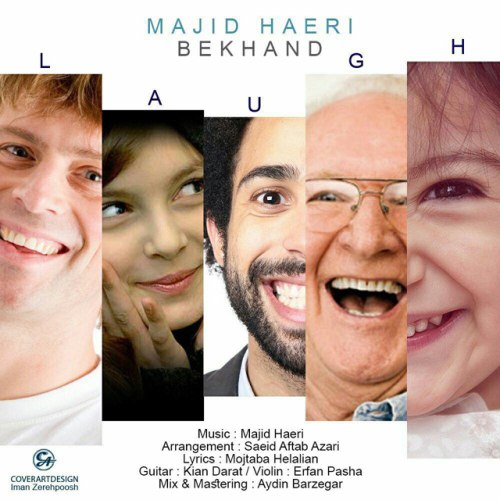 MAJID HAERI
BEKHAND
L A U G H
Music : Majid Haeri
Arrangement : Saeid Aftab Azari
Lyrics : Mojtaba Helalian
Guitar : Kian Darat / Violin : Erfan Pasha
Mix & Mastering : Aydin Barzegar
COVERARTDESIGN
Iman Zerehpoosh